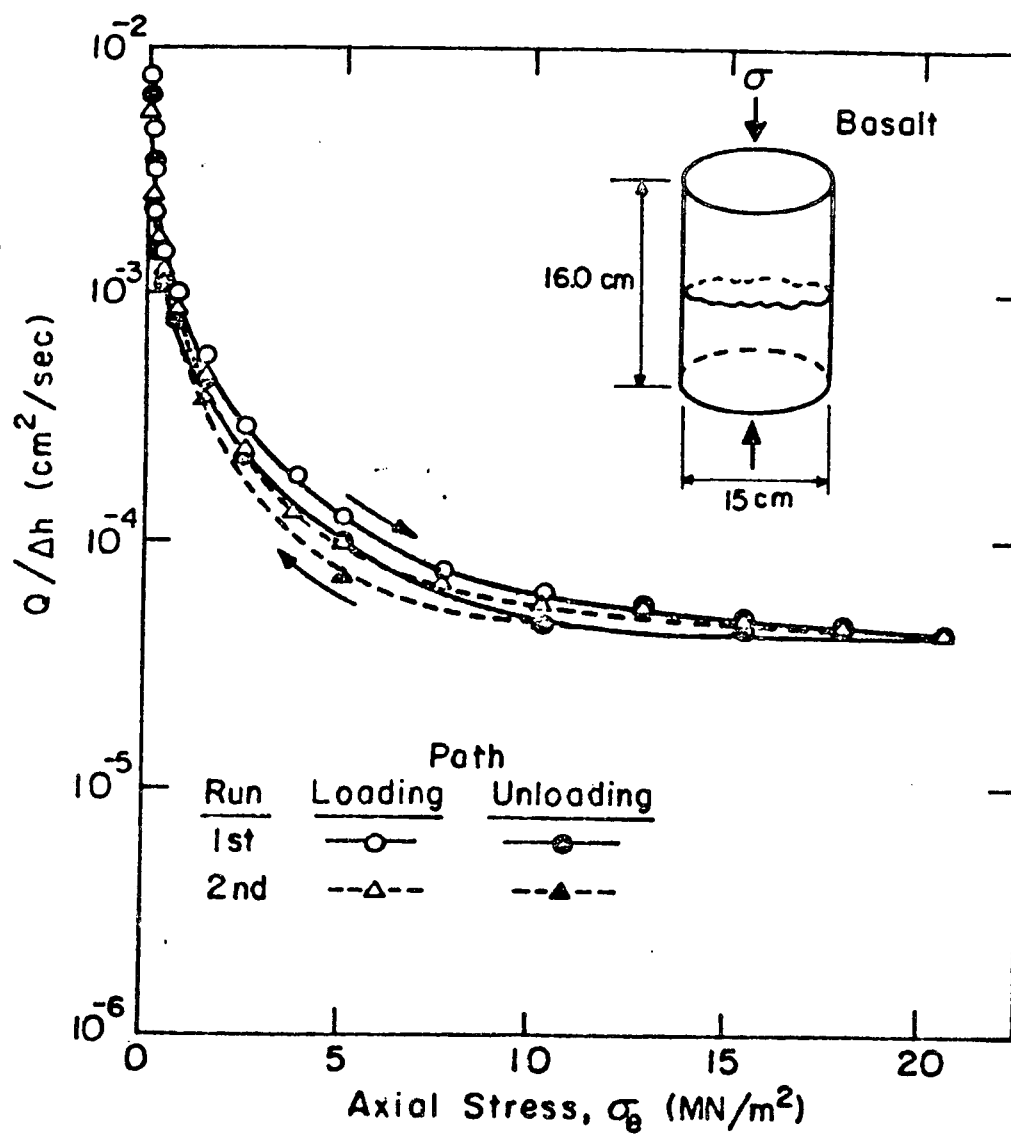 10^-2
10^-3
10^-4
10^-5
10^-6
Q/Δh (cm²/sec)
σ
Basalt
16.0 cm
15 cm
Path
Run Loading Unloading
1st
2nd
0 5 10 15 20
Axial Stress, σe (MN/m²)